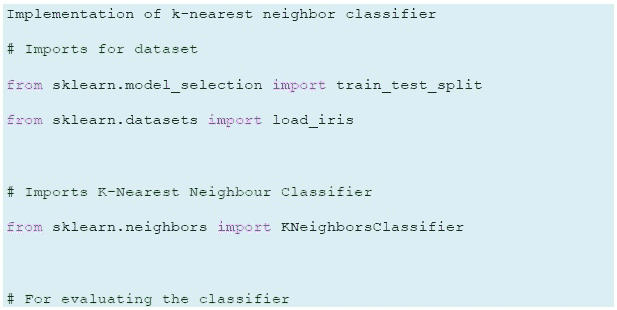 Implementation of k-nearest neighbor classifier
# Imports for dataset
from sklearn.model_selection import train_test_split
from sklearn.datasets import load_iris
# Imports K-Nearest Neighbour Classifier
from sklearn.neighbors import KNeighborsClassifier
# For evaluating the classifier